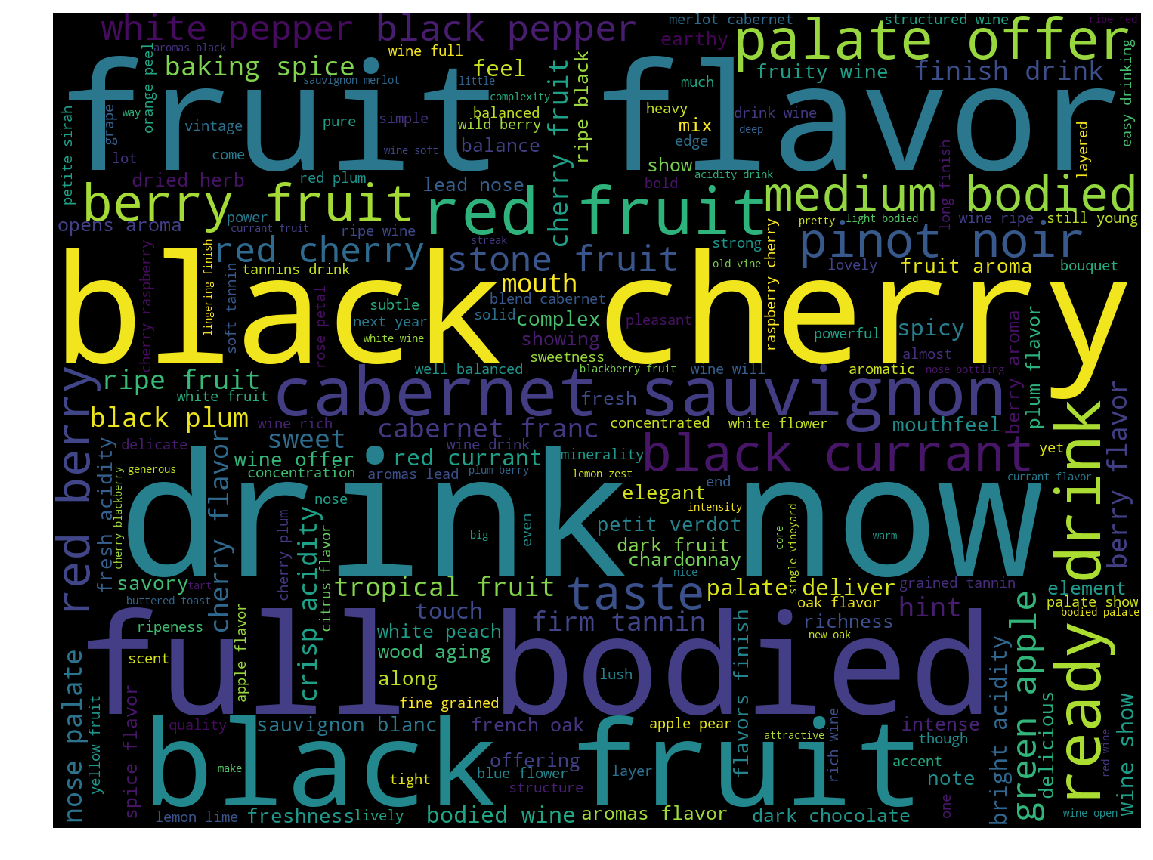 white pepper black pepper
merlot cabernet
structured wine
ripe red
aromas black
wine full
earthy
palate offer
baking spice
sauvignon merlot
feel
little
complexity
much
fruity wine
finish drink
easy drinking
orange peel
fruit flavor
petite sirah
grape
way
vintage
pure
simple
balanced
wild berry
balance
cherry fruit
ripe black
heavy
mix
edge
drink wine
deep
layered
lot
come
wine soft
show
acidity drink
dried herb
red plum
lead nose
bold
long finish
berry fruit
red fruit
medium bodied
opens aroma
power
currant fruit
ripe wine
streak
strong
pretty
light bodied
wine ripe
still young
red cherry
stone fruit
old vine
pinot noir
cherry raspberry
lingering finish
soft tannin
tannins drink
mouth
lovely
fruit aroma
bouquet
black cherry
rose petal
subtle
next year
white wine
blend cabernet
solid
complex
showing
sweetness
pleasant
raspberry cherry
powerful
spicy
almost
berry aroma
plum flavor
ripe fruit
white fruit
well balanced
blackberry fruit
wine will
aromatic
nose bottling
cabernet sauvignon
fresh
red berry
black plum
wine rich
cabernet franc
concentrated
white flower
mouthfeel
berry flavor
delicate
sweet
wine drink
black currant
yet
drink
fresh acidity
cherry blackberry
generous
cherry flavor
wine offer
concentration
red currant
aromas lead
plum berry
minerality
lemon zest
currant flavor
drink now
nose
elegant
end
intensity
crisp acidity
citrus flavor
cherry plum
big
even
petit verdot
dark fruit
chardonnay
core
single vineyard
warm
savory
tart
tropical fruit
nice
taste
palate deliver
grained tannin
element
buttered toast
touch
oak flavor
hint
palate show
bodied palate
ripeness
white peach
firm tannin
richness
new oak
ready
green apple
full bodied
nose palate
scent
apple flavor
wood aging
along
lush
flavors finish
bright acidity
delicious
yellow fruit
spice flavor
fine grained
quality
sauvignon blanc
french oak
apple pear
attractive
rich wine
intense
though
red wine
wine show
black fruit
make
tight
offering
blue flower
layer
structure
accent
note
one
lemon lime
freshness
lively
bodied wine
aromas flavor
dark chocolate
wine open